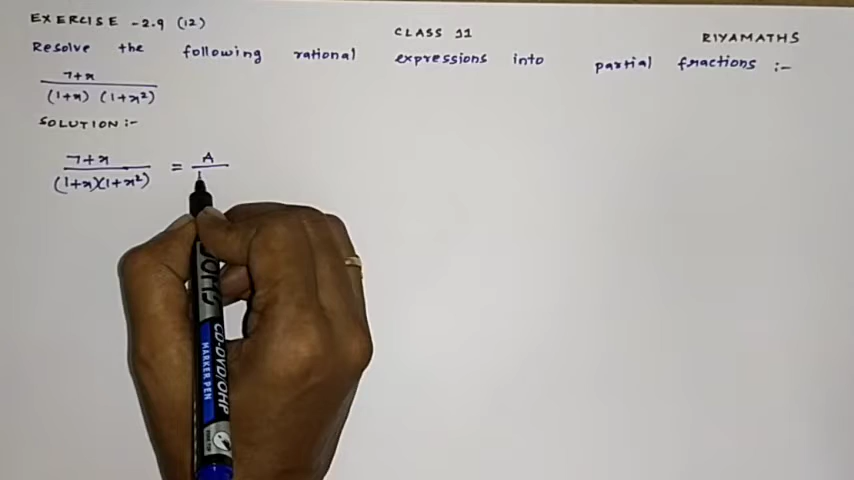 EXERCISE - 2.9 (12)
CLASS 11
RIYAMATHS
Resolve the following rational expressions into partial fractions :-
7+x
(1+x) (1+x²)
SOLUTION :-
7+x / (1+x)(1+x²) = A / 1
CD-DVD/OHP
MARKER PEN